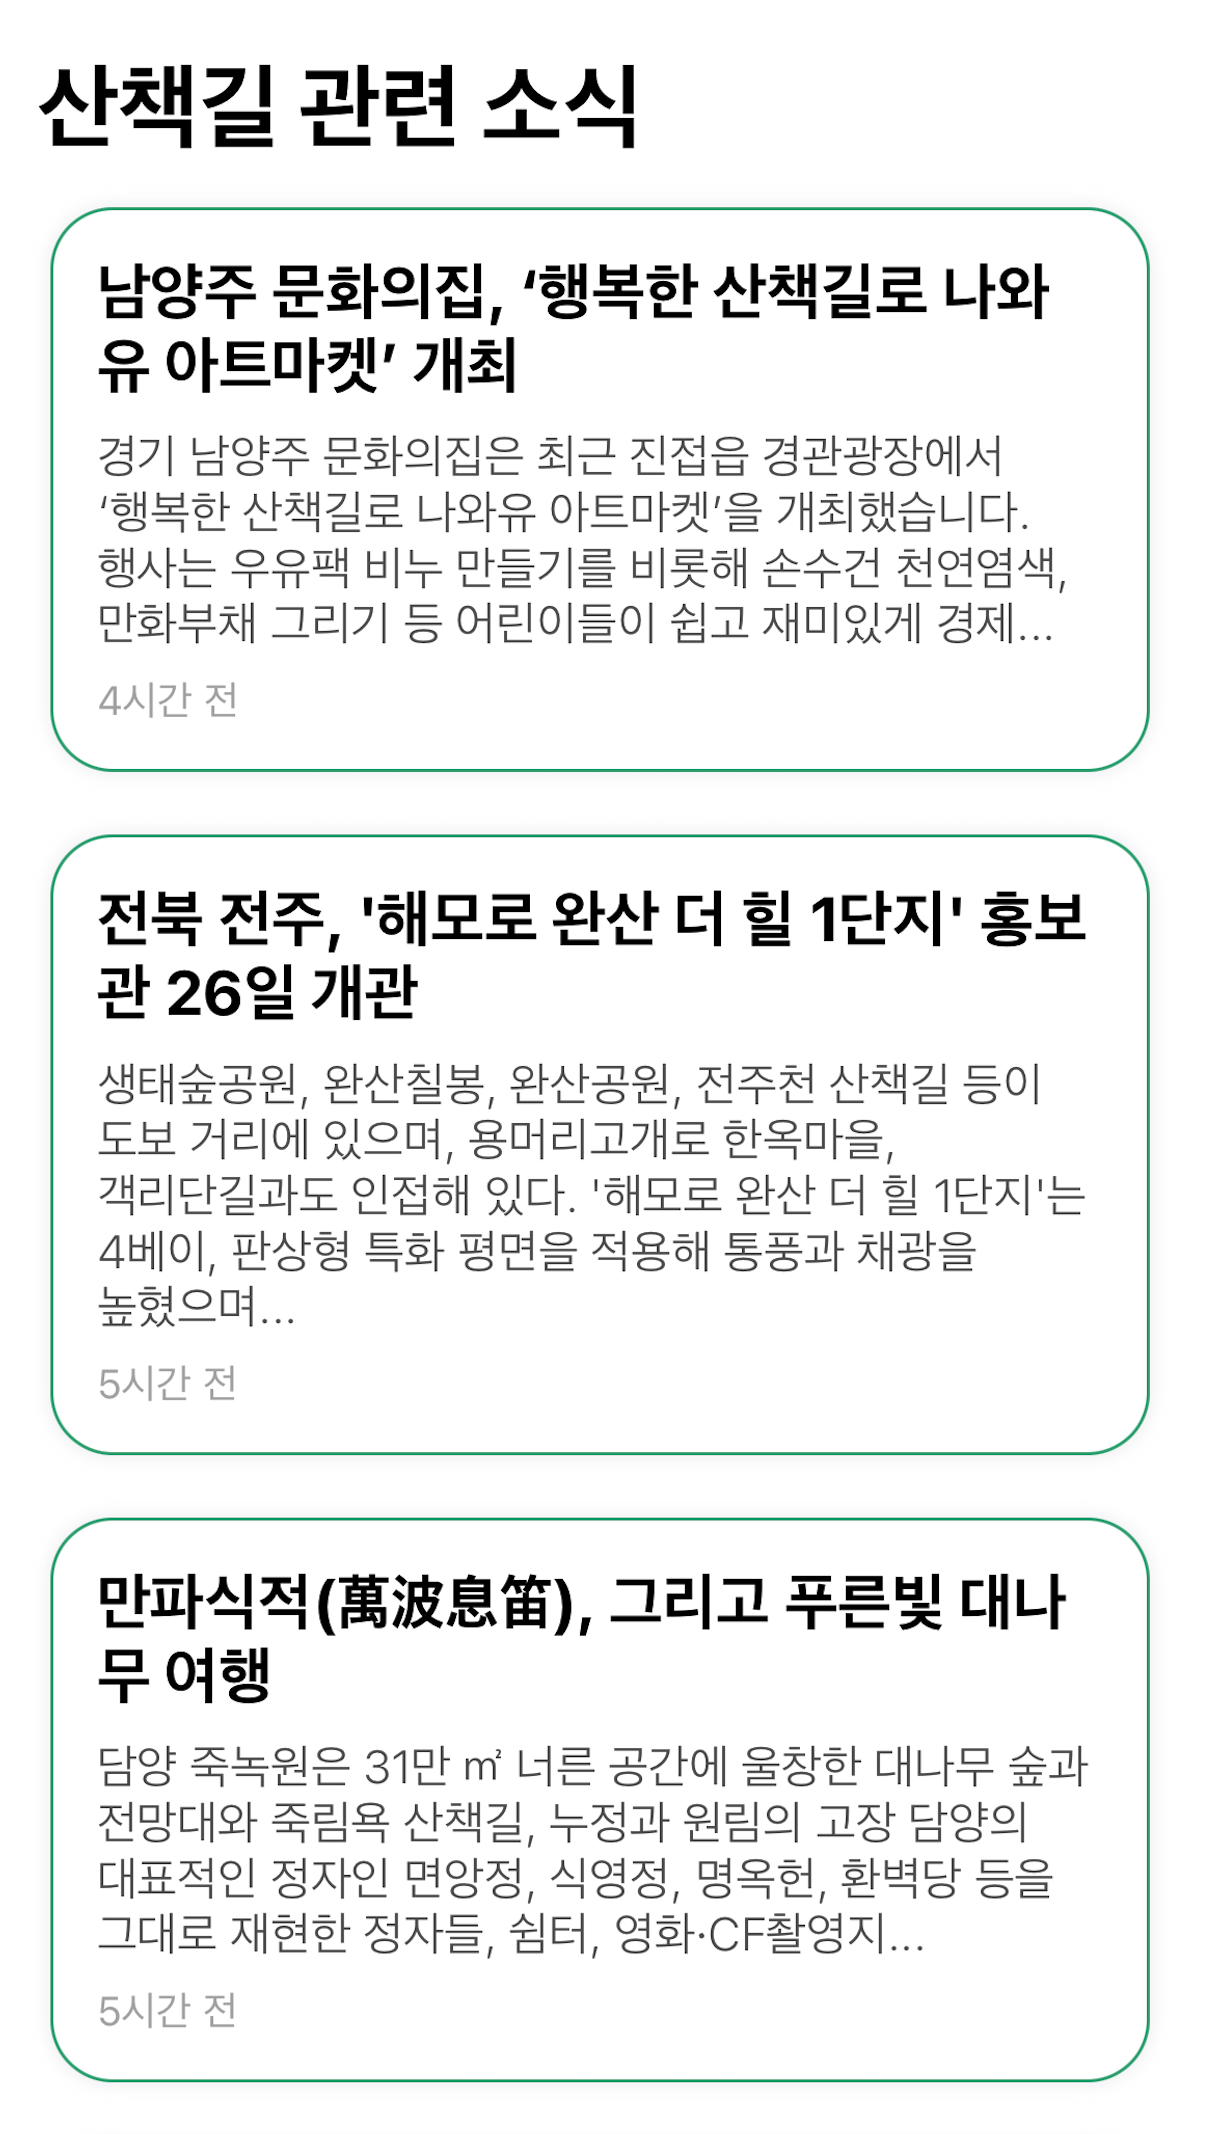 산책길 관련 소식
남양주 문화의집, ‘행복한 산책길로 나와
유 아트마켓’ 개최
경기 남양주 문화의집은 최근 진접읍 경관광장에서
‘행복한 산책길로 나와유 아트마켓’을 개최했습니다.
행사는 우유팩 비누 만들기를 비롯해 손수건 천연염색,
만화부채 그리기 등 어린이들이 쉽고 재미있게 경제...
4시간 전
전북 전주, '해모로 완산 더 힐 1단지' 홍보
관 26일 개관
생태숲공원, 완산칠봉, 완산공원, 전주천 산책길 등이
도보 거리에 있으며, 용머리고개로 한옥마을,
객리단길과도 인접해 있다. '해모로 완산 더 힐 1단지'는
4베이, 판상형 특화 평면을 적용해 통풍과 채광을
높혔으며...
5시간 전
만파식적(萬波息笛), 그리고 푸른빛 대나
무 여행
담양 죽녹원은 31만 ㎡ 너른 공간에 울창한 대나무 숲과
전망대와 죽림욕 산책길, 누정과 원림의 고장 담양의
대표적인 정자인 면앙정, 식영정, 명옥헌, 환벽당 등을
그대로 재현한 정자들, 쉼터, 영화·CF촬영지...
5시간 전